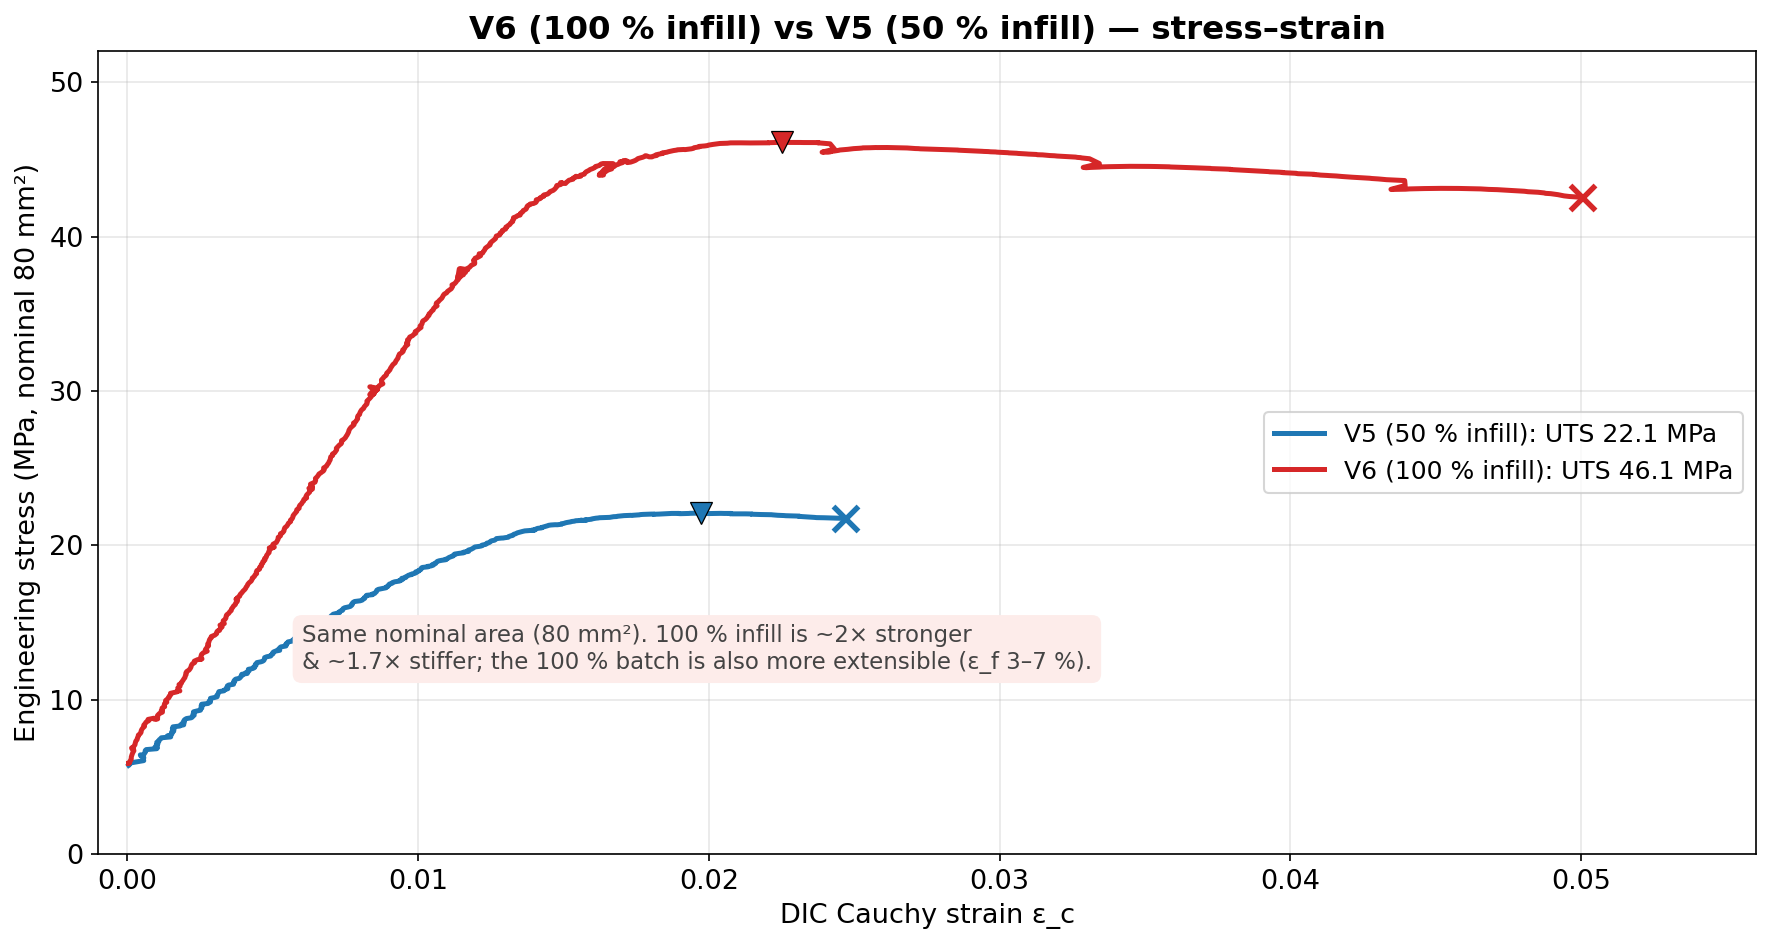 V6 (100 % infill) vs V5 (50 % infill) — stress–strain
Engineering stress (MPa, nominal 80 mm²)
50
40
30
20
10
0
V5 (50 % infill): UTS 22.1 MPa
V6 (100 % infill): UTS 46.1 MPa
Same nominal area (80 mm²). 100 % infill is ~2× stronger
& ~1.7× stiffer; the 100 % batch is also more extensible (ε_f 3–7 %).
0.00 0.01 0.02 0.03 0.04 0.05
DIC Cauchy strain ε_c